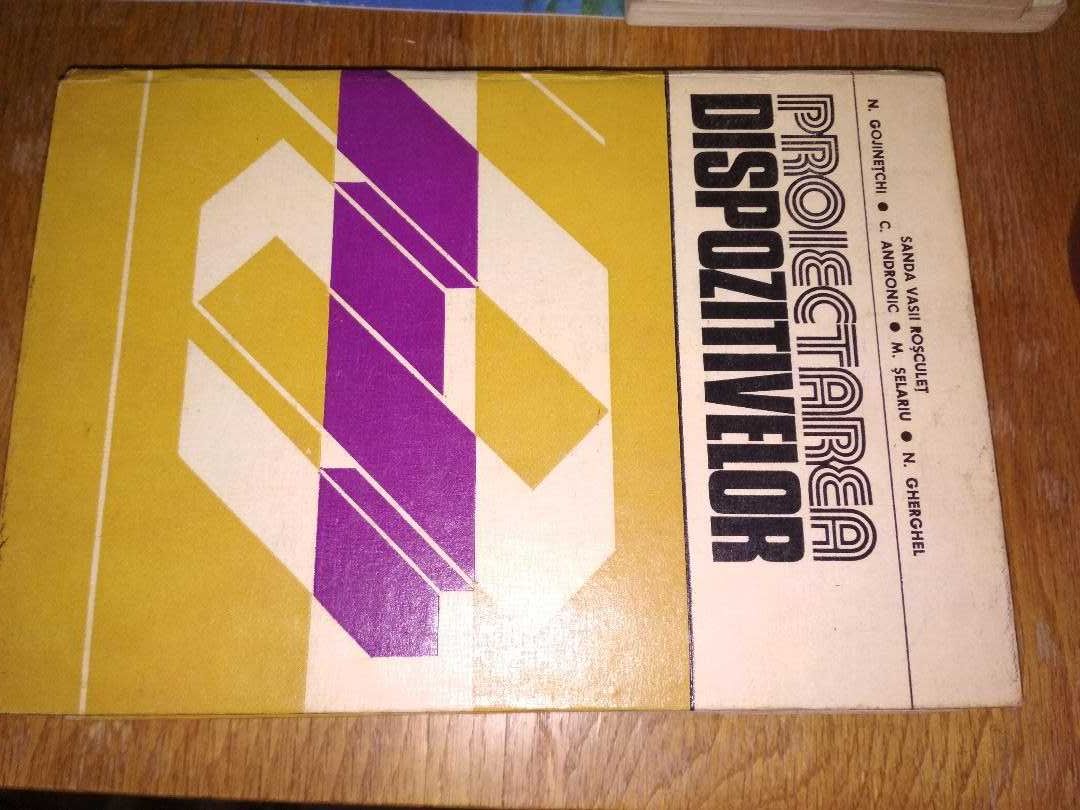 SANDA VASII ROȘCULEȚ
N. GOJINEȚCHI ● C. ANDRONIC ● M. ȘELARIU ● N. GHERGHEL
PROIECTAREA
DISPOZITIVELOR